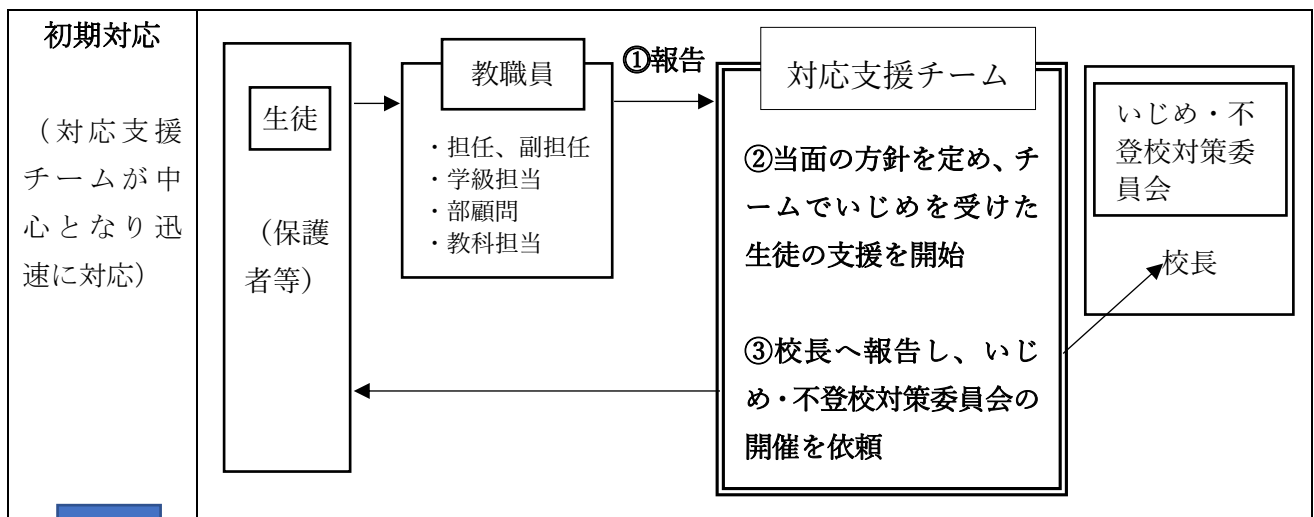 初期対応
（対応支援
チームが中
心となり迅
速に対応）
生徒
（保護
者等）
教職員
・担任、副担任
・学級担当
・部顧問
・教科担当
①報告
対応支援チーム
②当面の方針を定め、チ
ームでいじめを受けた
生徒の支援を開始
③校長へ報告し、いじ
め・不登校対策委員会の
開催を依頼
いじめ・不
登校対策委
員会
校長